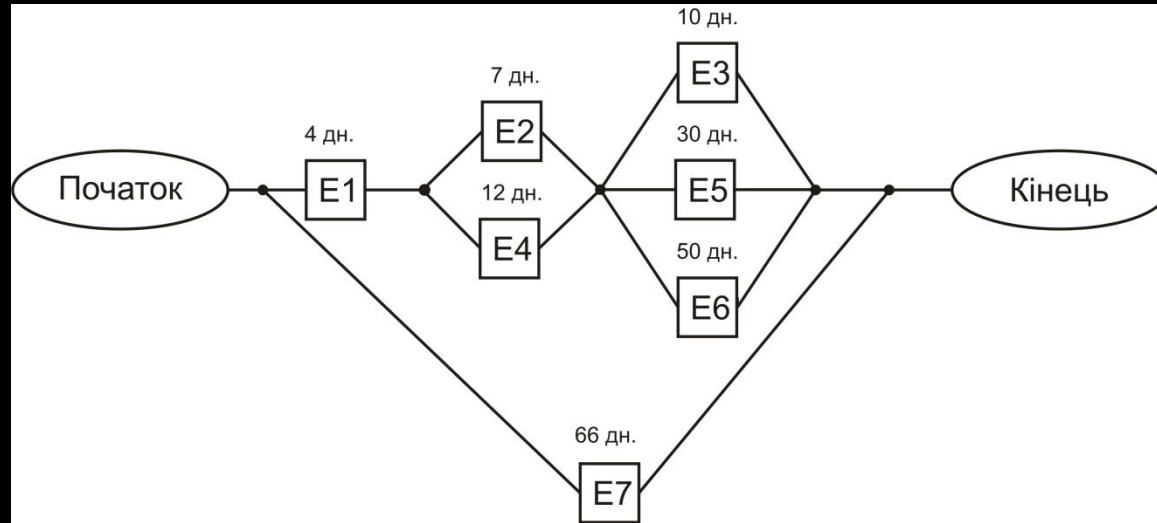 10 дн.
E3
7 дн.
E2
4 дн.
30 дн.
Початок
E1
E5
Кінець
12 дн.
E4
50 дн.
E6
66 дн.
E7